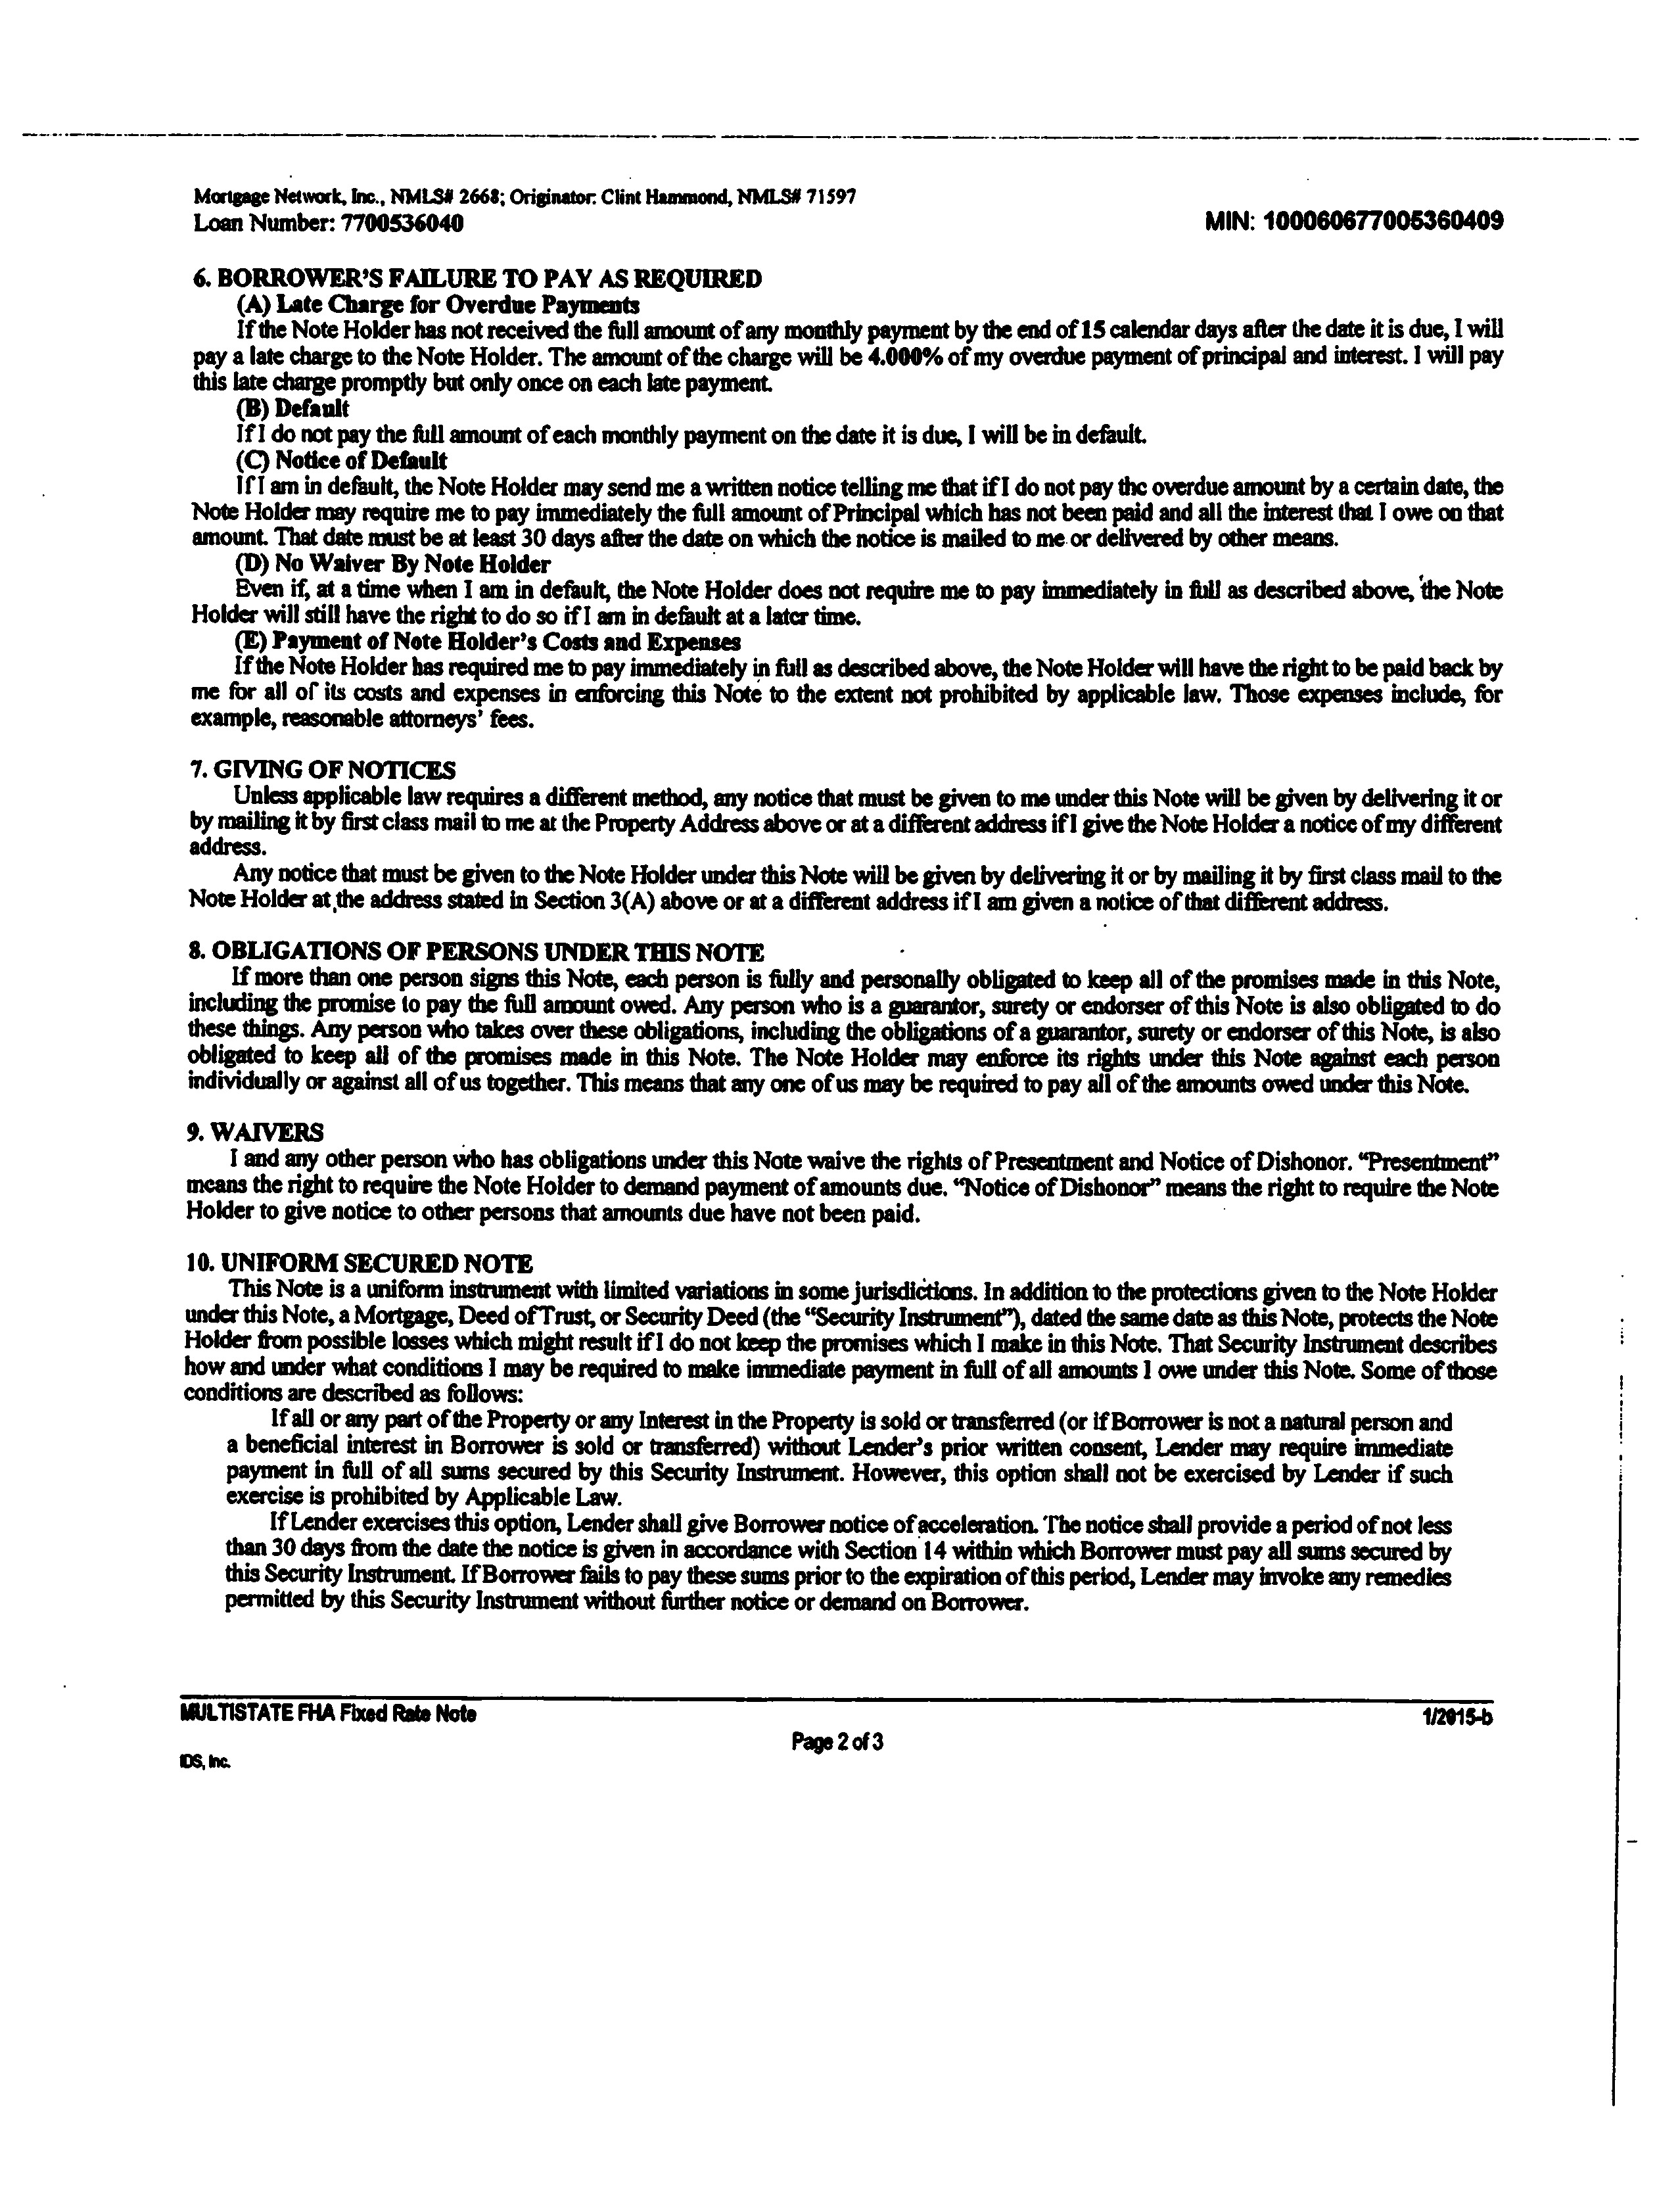 Mortgage Network, Inc., NMLS# 2668; Originator: Clint Hammond, NMLS# 71597
Loan Number: 7700536040
MIN: 100060677005360409
6. BORROWER'S FAILURE TO PAY AS REQUIRED
(A) Late Charge for Overdue Payments
If the Note Holder has not received the full amount of any monthly payment by the end of 15 calendar days after the date it is due, I will
pay a late charge to the Note Holder. The amount of the charge will be 4.000% of my overdue payment of principal and interest. I will pay
this late charge promptly but only once on each late payment.
(B) Default
If I do not pay the full amount of each monthly payment on the date it is due, I will be in default.
(C) Notice of Default
If I am in default, the Note Holder may send me a written notice telling me that if I do not pay the overdue amount by a certain date, the
Note Holder may require me to pay immediately the full amount of Principal which has not been paid and all the interest that I owe on that
amount. That date must be at least 30 days after the date on which the notice is mailed to me or delivered by other means.
(D) No Waiver By Note Holder
Even if, at a time when I am in default, the Note Holder does not require me to pay immediately in full as described above, the Note
Holder will still have the right to do so if I am in default at a later time.
(E) Payment of Note Holder's Costs and Expenses
If the Note Holder has required me to pay immediately in full as described above, the Note Holder will have the right to be paid back by
me for all of its costs and expenses in enforcing this Note to the extent not prohibited by applicable law. Those expenses include, for
example, reasonable attorneys' fees.
7. GIVING OF NOTICES
Unless applicable law requires a different method, any notice that must be given to me under this Note will be given by delivering it or
by mailing it by first class mail to me at the Property Address above or at a different address if I give the Note Holder a notice of my different
address.
Any notice that must be given to the Note Holder under this Note will be given by delivering it or by mailing it by first class mail to the
Note Holder at the address stated in Section 3(A) above or at a different address if I am given a notice of that different address.
8. OBLIGATIONS OF PERSONS UNDER THIS NOTE
If more than one person signs this Note, each person is fully and personally obligated to keep all of the promises made in this Note,
including the promise to pay the full amount owed. Any person who is a guarantor, surety or endorser of this Note is also obligated to do
these things. Any person who takes over these obligations, including the obligations of a guarantor, surety or endorser of this Note, is also
obligated to keep all of the promises made in this Note. The Note Holder may enforce its rights under this Note against each person
individually or against all of us together. This means that any one of us may be required to pay all of the amounts owed under this Note.
9. WAIVERS
I and any other person who has obligations under this Note waive the rights of Presentment and Notice of Dishonor. “Presentment”
means the right to require the Note Holder to demand payment of amounts due. “Notice of Dishonor” means the right to require the Note
Holder to give notice to other persons that amounts due have not been paid.
10. UNIFORM SECURED NOTE
This Note is a uniform instrument with limited variations in some jurisdictions. In addition to the protections given to the Note Holder
under this Note, a Mortgage, Deed of Trust, or Security Deed (the “Security Instrument”), dated the same date as this Note, protects the Note
Holder from possible losses which might result if I do not keep the promises which I make in this Note. That Security Instrument describes
how and under what conditions I may be required to make immediate payment in full of all amounts I owe under this Note. Some of those
conditions are described as follows:
If all or any part of the Property or any Interest in the Property is sold or transferred (or if Borrower is not a natural person and
a beneficial interest in Borrower is sold or transferred) without Lender's prior written consent, Lender may require immediate
payment in full of all sums secured by this Security Instrument. However, this option shall not be exercised by Lender if such
exercise is prohibited by Applicable Law.
If Lender exercises this option, Lender shall give Borrower notice of acceleration. The notice shall provide a period of not less
than 30 days from the date the notice is given in accordance with Section 14 within which Borrower must pay all sums secured by
this Security Instrument. If Borrower fails to pay these sums prior to the expiration of this period, Lender may invoke any remedies
permitted by this Security Instrument without further notice or demand on Borrower.
MULTISTATE FHA Fixed Rate Note
1/2015-b
Page 2 of 3
IDS, Inc.